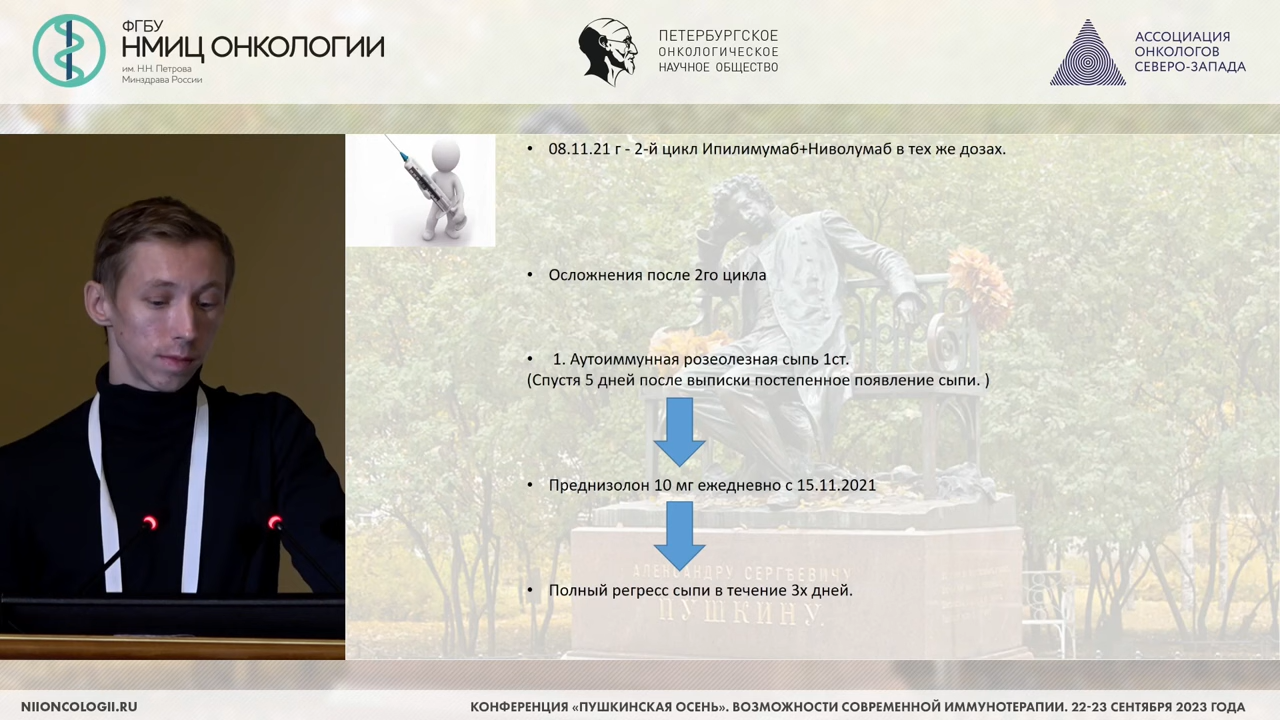 ФГБУ
НМИЦ ОНКОЛОГИИ
им. Н.Н. Петрова
Минздрава России
ПЕТЕРБУРГСКОЕ
ОНКОЛОГИЧЕСКОЕ
НАУЧНОЕ ОБЩЕСТВО
АССОЦИАЦИЯ
ОНКОЛОГОВ
СЕВЕРО-ЗАПАДА
• 08.11.21 г - 2-й цикл Ипилимумаб+Ниволумаб в тех же дозах.
• Осложнения после 2го цикла
• 1. Аутоиммунная розеолезная сыпь 1ст.
(Спустя 5 дней после выписки постепенное появление сыпи. )
• Преднизолон 10 мг ежедневно с 15.11.2021
АЛЕКСАНДРУ СЕРГѢЕВИЧУ
• Полный регресс сыпи в течение 3х дней.
ПУШКИНУ.
NIIONCOLOGII.RU
КОНФЕРЕНЦИЯ «ПУШКИНСКАЯ ОСЕНЬ». ВОЗМОЖНОСТИ СОВРЕМЕННОЙ ИММУНОТЕРАПИИ. 22-23 СЕНТЯБРЯ 2023 ГОДА